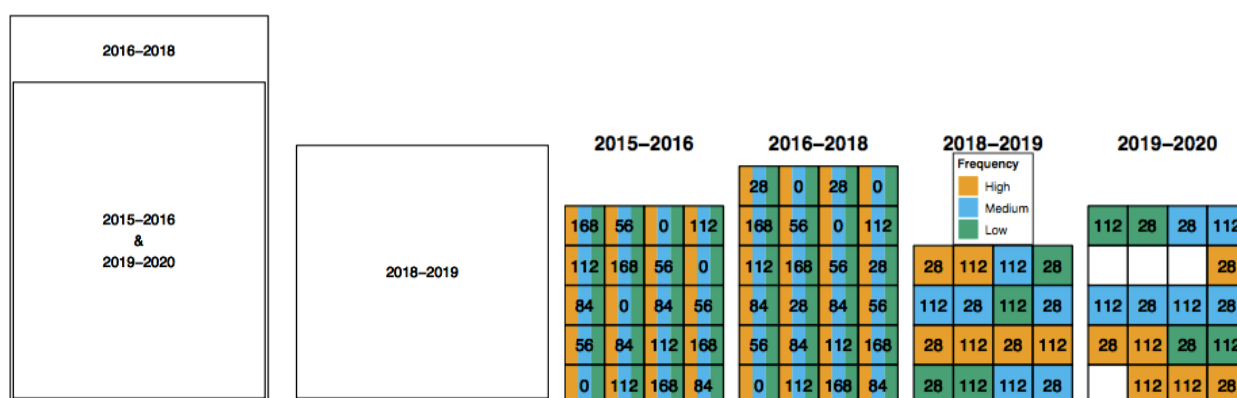 2016–2018
2015–2016
&
2019–2020
2018–2019
2015–2016
168 56 0 112
112 168 56 0
84 0 84 56
56 84 112 168
0 112 168 84
2016–2018
28 0 28 0
168 56 0 112
112 168 56 28
84 28 84 56
56 84 112 168
0 112 168 84
2018–2019
Frequency
High
Medium
Low
28 112 112 28
112 28 112 28
28 112 28 112
28 112 112 28
2019–2020
112 28 28 112
28
112 28 112 28
28 112 28 112
112 112 28